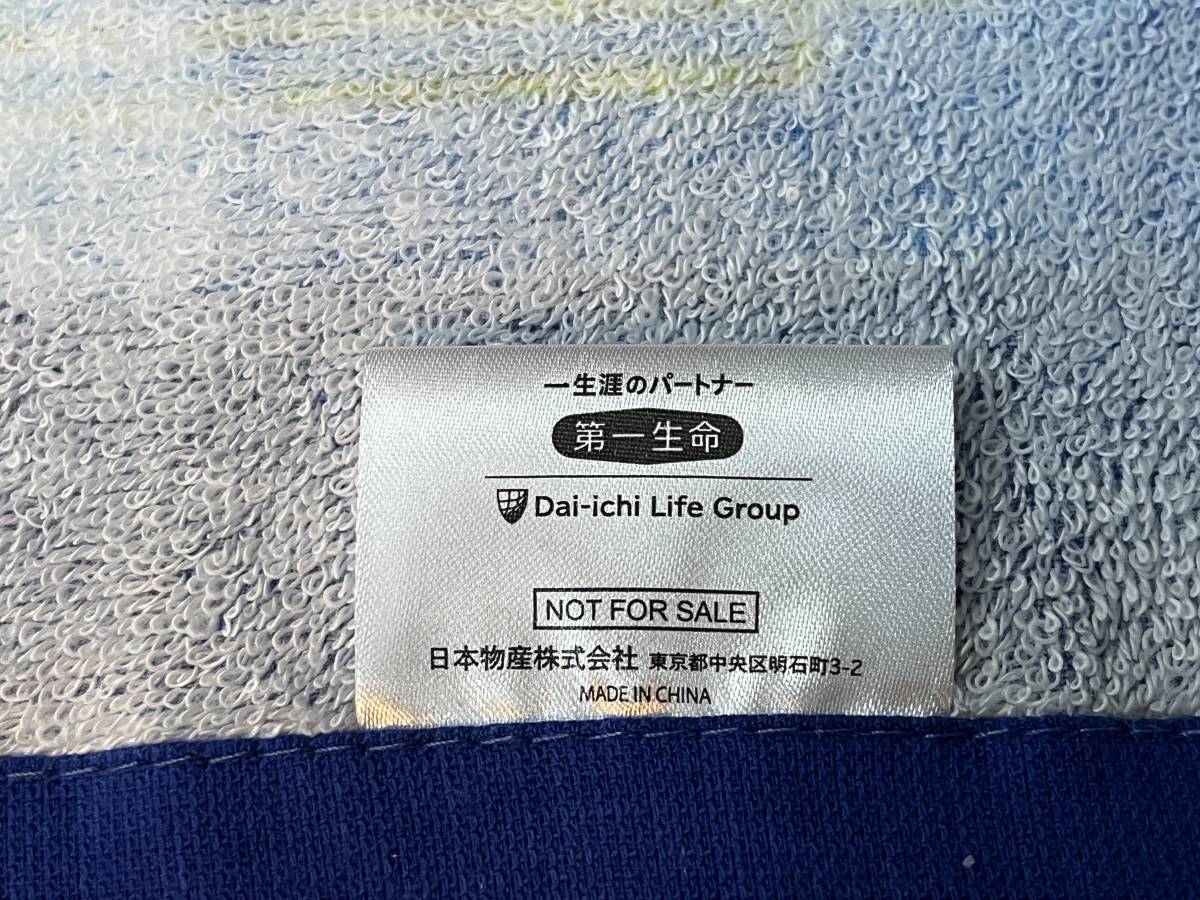 一生涯のパートナー
第一生命
Dai-ichi Life Group
NOT FOR SALE
日本物産株式会社 東京都中央区明石町3-2
MADE IN CHINA